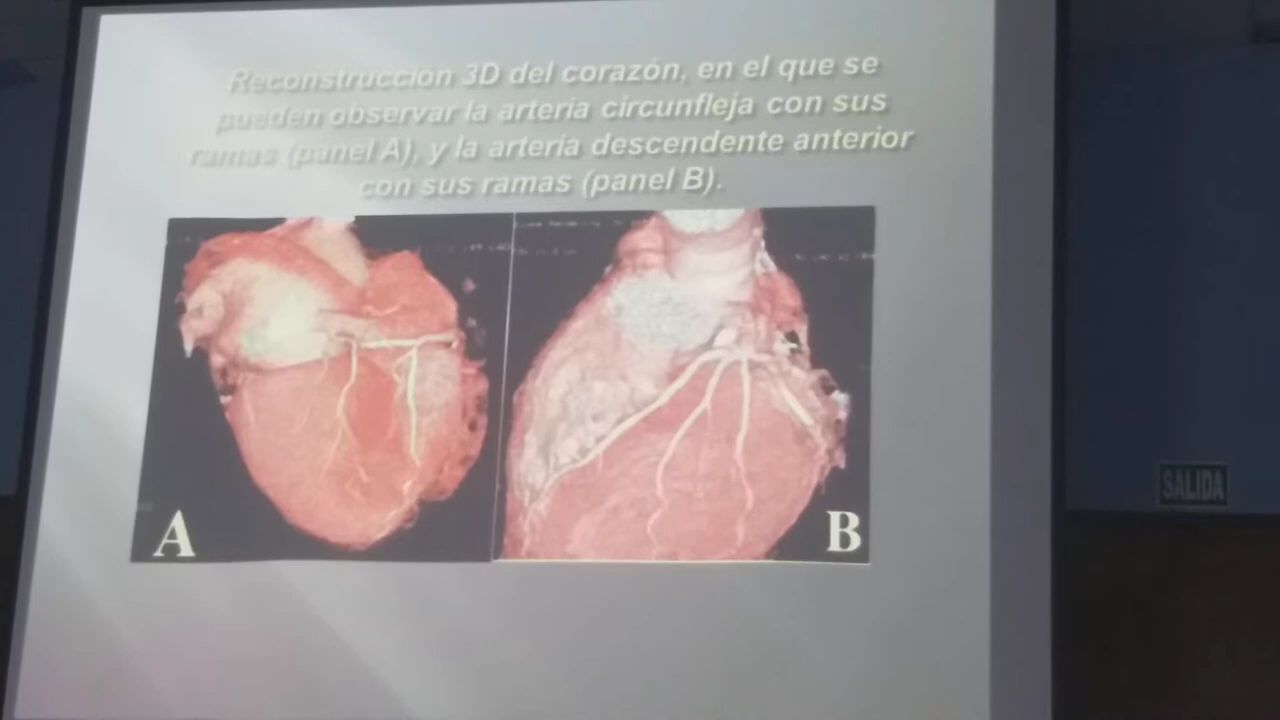 Reconstrucción 3D del corazón, en el que se
pueden observar la arteria circunfleja con sus
ramas (panel A), y la arteria descendente anterior
con sus ramas (panel B).
A
B
SALIDA